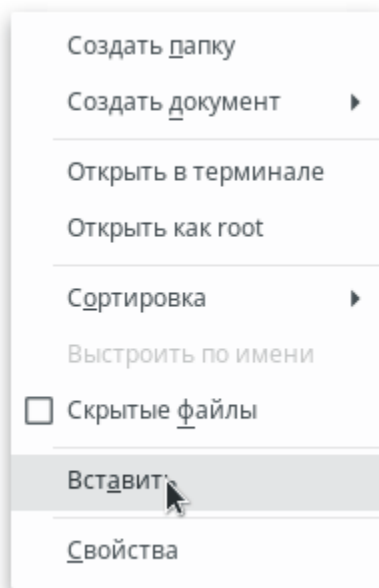 Создать папку
Создать документ
Открыть в терминале
Открыть как root
Сортировка
Выстроить по имени
Скрытые файлы
Вставить
Свойства